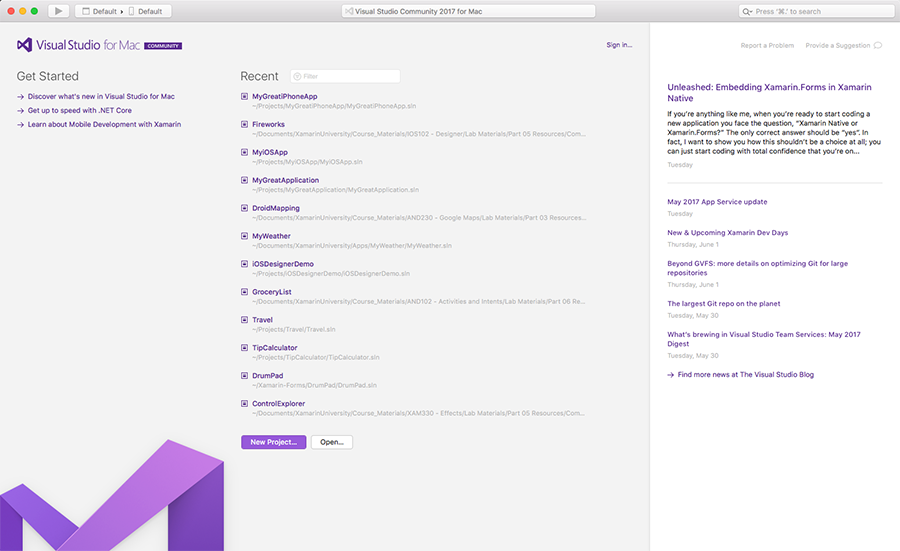 Default
Default
Visual Studio Community 2017 for Mac
Press '⌘.' to search
Visual Studio for Mac COMMUNITY
Sign in...
Get Started
Discover what's new in Visual Studio for Mac
Get up to speed with .NET Core
Learn about Mobile Development with Xamarin
Recent
Filter
MyGreatiPhoneApp
~/Projects/MyGreatiPhoneApp/MyGreatiPhoneApp.sln
Fireworks
~/Documents/XamarinUniversity/Course_Materials/IOS102 - Designer/Lab Materials/Part 05 Resources/Com...
MyiOSApp
~/Projects/MyiOSApp/MyiOSApp.sln
MyGreatApplication
~/Projects/MyGreatApplication/MyGreatApplication.sln
DroidMapping
~/Documents/XamarinUniversity/Course_Materials/AND230 - Google Maps/Lab Materials/Part 03 Resources...
MyWeather
~/Documents/XamarinUniversity/Apps/MyWeather/MyWeather.sln
iOSDesignerDemo
~/Projects/iOSDesignerDemo/iOSDesignerDemo.sln
GroceryList
~/Documents/XamarinUniversity/Course_Materials/AND102 - Activities and Intents/Lab Materials/Part 06 Re...
Travel
~/Projects/Travel/Travel.sln
TipCalculator
~/Projects/TipCalculator/TipCalculator.sln
DrumPad
~/Xamarin-Forms/DrumPad/DrumPad.sln
ControlExplorer
~/Documents/XamarinUniversity/Course_Materials/XAM330 - Effects/Lab Materials/Part 05 Resources/Com...
New Project...
Open...
Report a Problem
Provide a Suggestion
Unleashed: Embedding Xamarin.Forms in Xamarin
Native
If you're anything like me, when you're ready to start coding a
new application you face the question, "Xamarin Native or
Xamarin.Forms?" The only correct answer should be "yes". In
fact, I want to show you how this shouldn't be a choice at all; you
can just start coding with total confidence that you're on...
Tuesday
May 2017 App Service update
Tuesday
New & Upcoming Xamarin Dev Days
Thursday, June 1
Beyond GVFS: more details on optimizing Git for large
repositories
Thursday, June 1
The largest Git repo on the planet
Tuesday, May 30
What's brewing in Visual Studio Team Services: May 2017
Digest
Tuesday, May 30
Find more news at The Visual Studio Blog